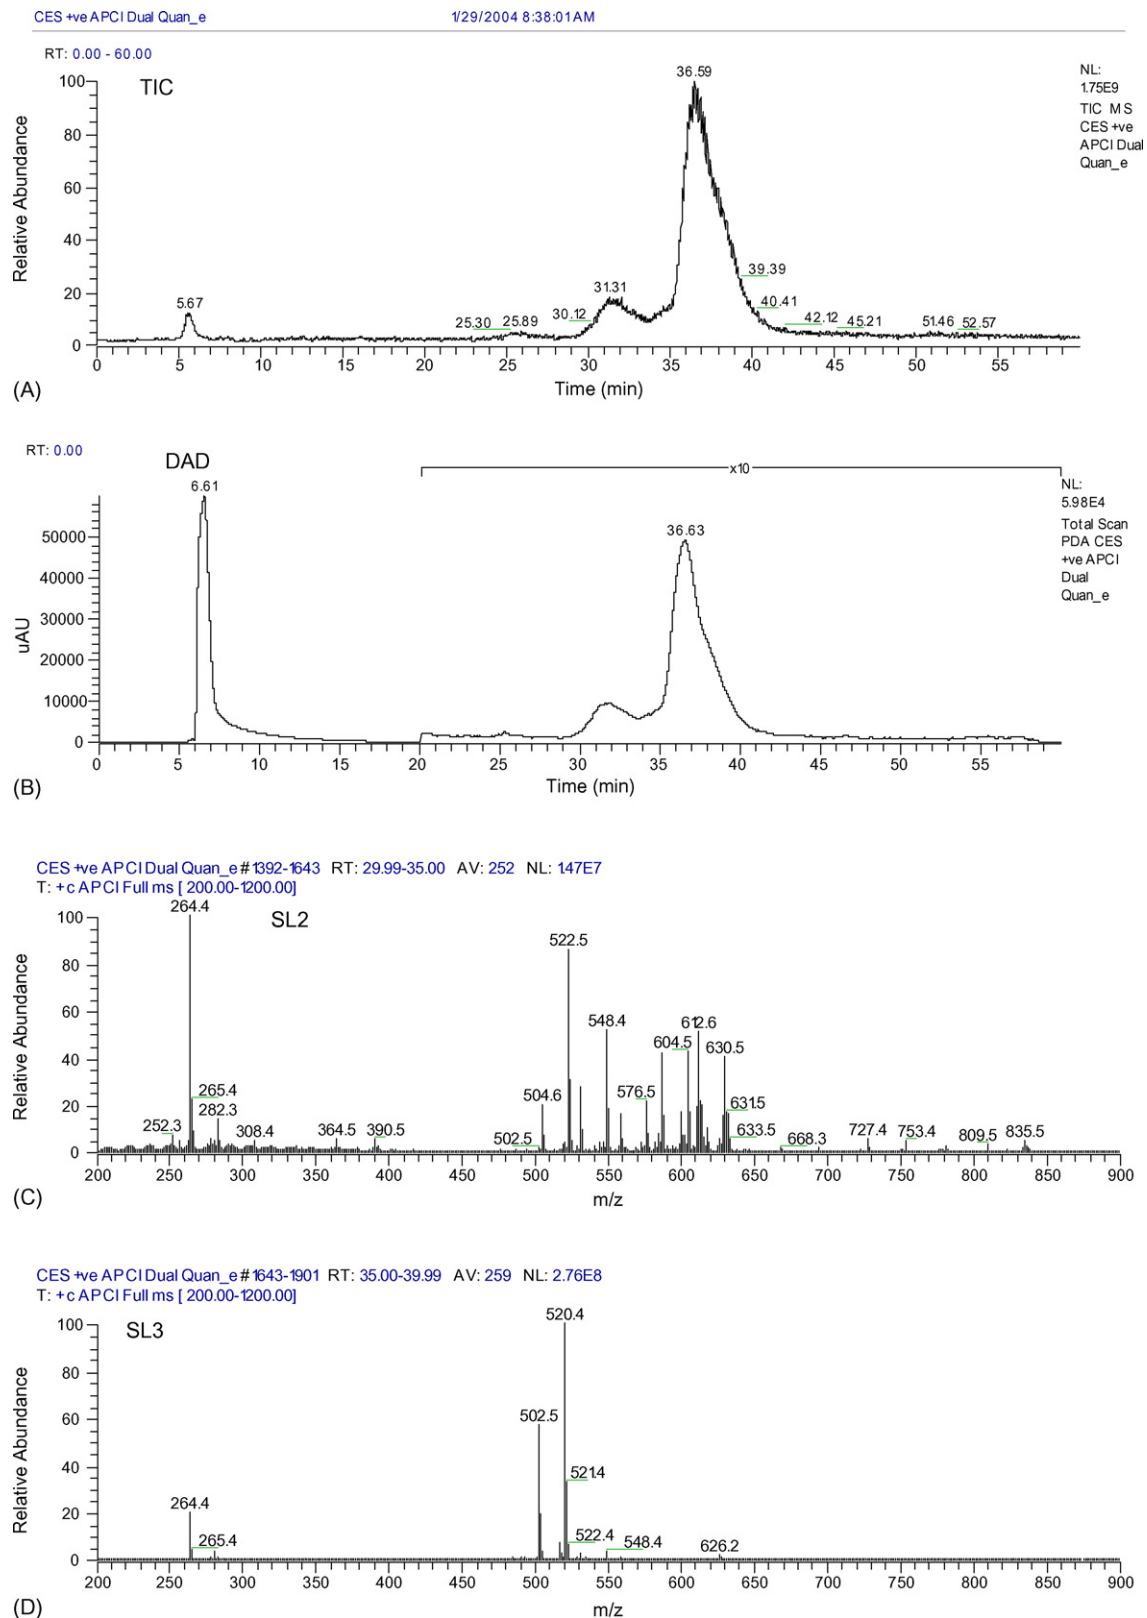 CES +ve APCI Dual Quan_e 1/29/2004 8:38:01 AM
RT: 0.00 - 60.00
TIC
NL:
1.75E9
TIC MS
CES +ve
APCI Dual
Quan_e
Relative Abundance
100
80
60
40
20
0
5.67
25.30
25.89
30.12
31.31
36.59
39.39
40.41
42.12
45.21
51.46
52.57
0 5 10 15 20 25 30 35 40 45 50 55
Time (min)
(A)
RT: 0.00
DAD
x10
NL:
5.98E4
Total Scan
PDA CES
+ve APCI
Dual
Quan_e
uAU
50000
40000
30000
20000
10000
0
6.61
36.63
0 5 10 15 20 25 30 35 40 45 50 55
Time (min)
(B)
CES +ve APCI Dual Quan_e #1392-1643 RT: 29.99-35.00 AV: 252 NL: 1.47E7
T: + c APCI Full ms [ 200.00-1200.00]
SL2
Relative Abundance
100
80
60
40
20
0
264.4
252.3
265.4
282.3
308.4
364.5
390.5
502.5
504.6
522.5
548.4
576.5
604.5
612.6
630.5
631.5
633.5
668.3
727.4
753.4
809.5
835.5
200 250 300 350 400 450 500 550 600 650 700 750 800 850 900
m/z
(C)
CES +ve APCI Dual Quan_e #1643-1901 RT: 35.00-39.99 AV: 259 NL: 2.76E8
T: + c APCI Full ms [ 200.00-1200.00]
SL3
Relative Abundance
100
80
60
40
20
0
264.4
265.4
502.5
520.4
521.4
522.4
548.4
626.2
200 250 300 350 400 450 500 550 600 650 700 750 800 850 900
m/z
(D)